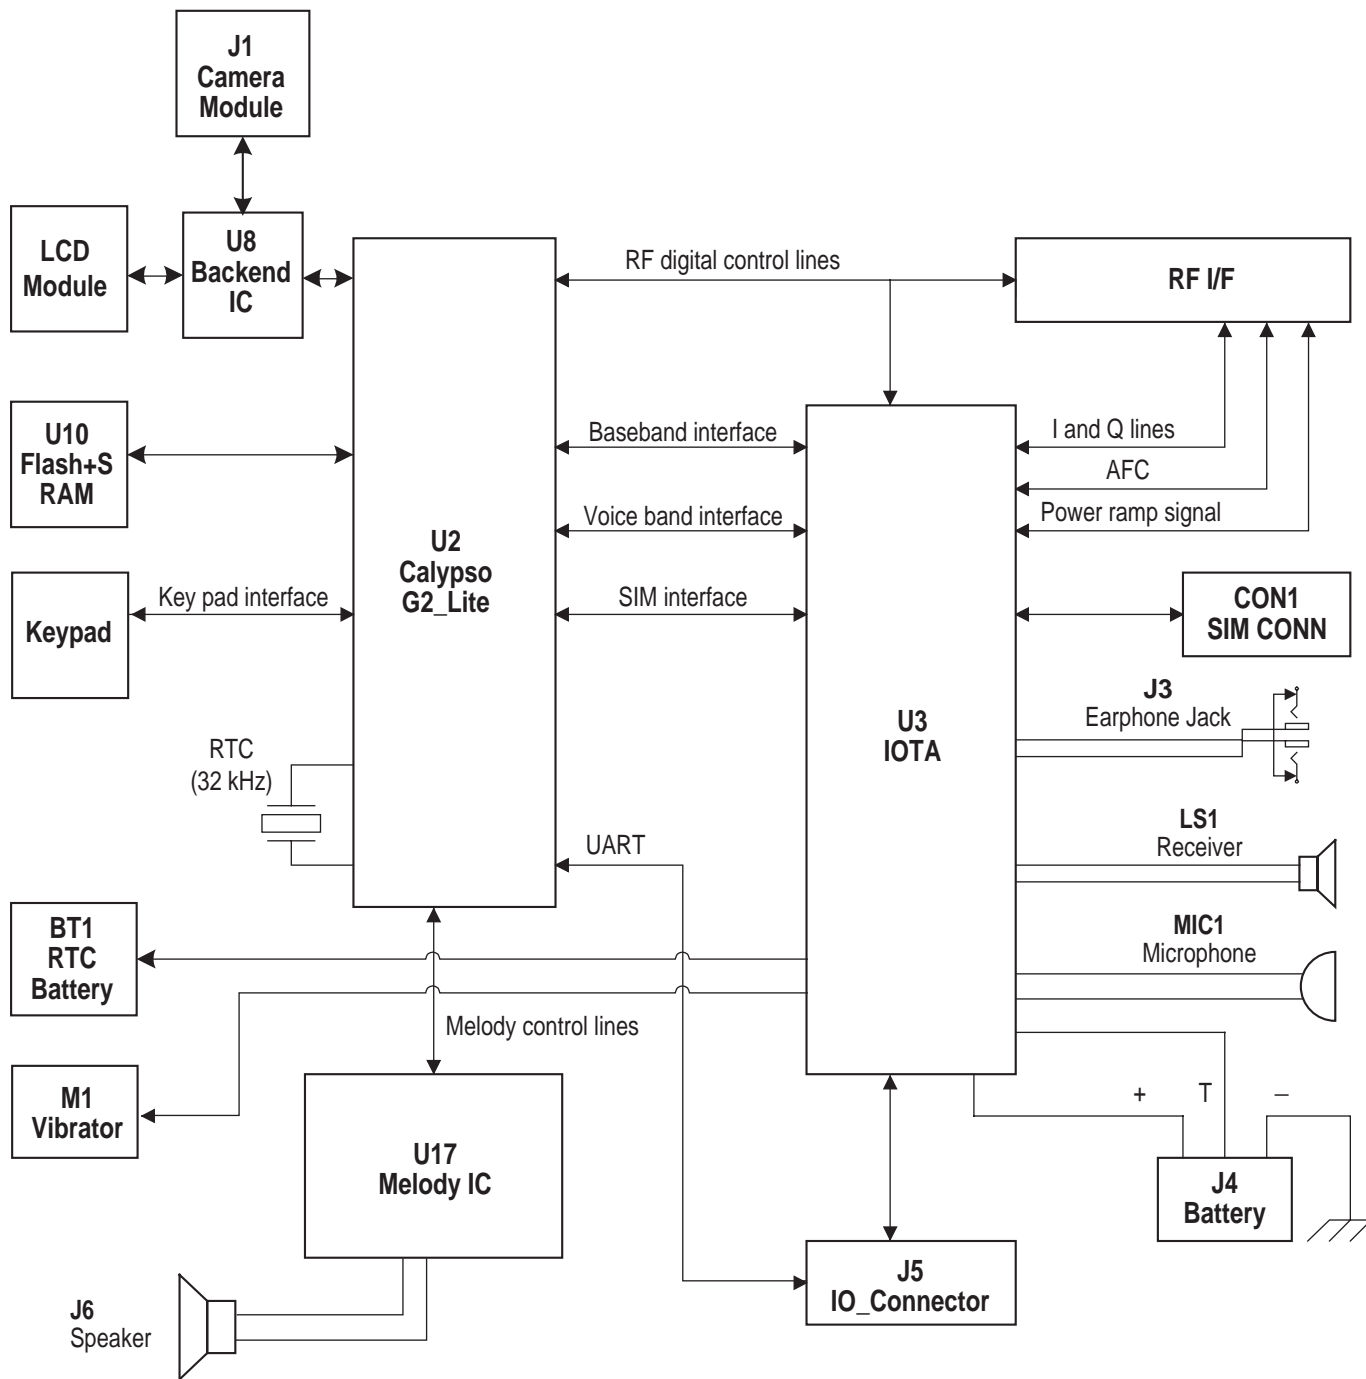 J1
Camera
Module
LCD
Module
U8
Backend
IC
RF digital control lines
RF I/F
U10
Flash+S
RAM
Baseband interface
I and Q lines
AFC
Voice band interface
Power ramp signal
U2
Calypso
G2_Lite
Keypad
Key pad interface
SIM interface
CON1
SIM CONN
U3
IOTA
J3
Earphone Jack
RTC
(32 kHz)
LS1
Receiver
UART
BT1
RTC
Battery
MIC1
Microphone
Melody control lines
M1
Vibrator
U17
Melody IC
+
T
–
J4
Battery
J5
IO_Connector
J6
Speaker